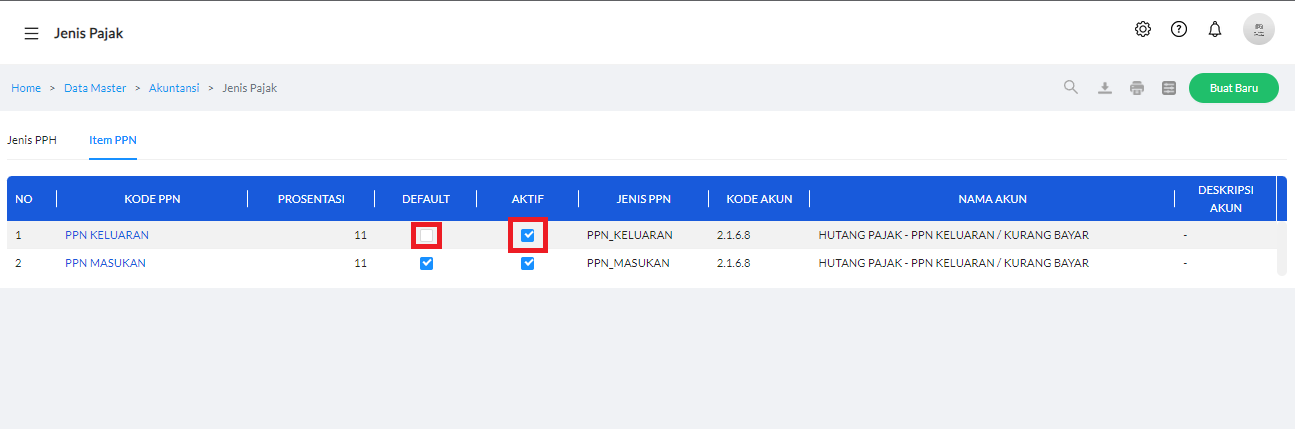 Jenis Pajak
Home > Data Master > Akuntansi > Jenis Pajak
Buat Baru
Jenis PPH
Item PPN
NO KODE PPN PROSENTASI DEFAULT AKTIF JENIS PPN KODE AKUN NAMA AKUN DESKRIPSI AKUN
1 PPN KELUARAN 11 PPN_KELUARAN 2.1.6.8 HUTANG PAJAK - PPN KELUARAN / KURANG BAYAR -
2 PPN MASUKAN 11 PPN_MASUKAN 2.1.6.8 HUTANG PAJAK - PPN KELUARAN / KURANG BAYAR -